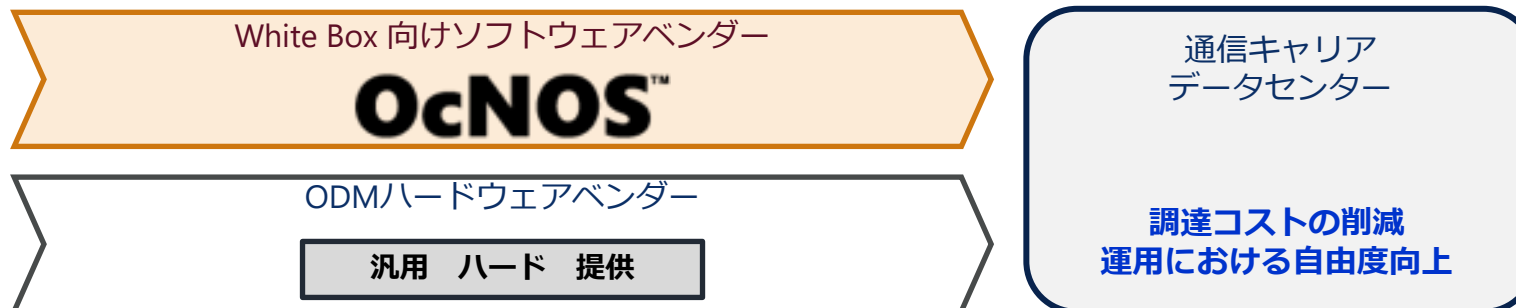 White Box 向けソフトウェアベンダー
OcNOS™
ODMハードウェアベンダー
汎用 ハード 提供
通信キャリア
データセンター
調達コストの削減
運用における自由度向上